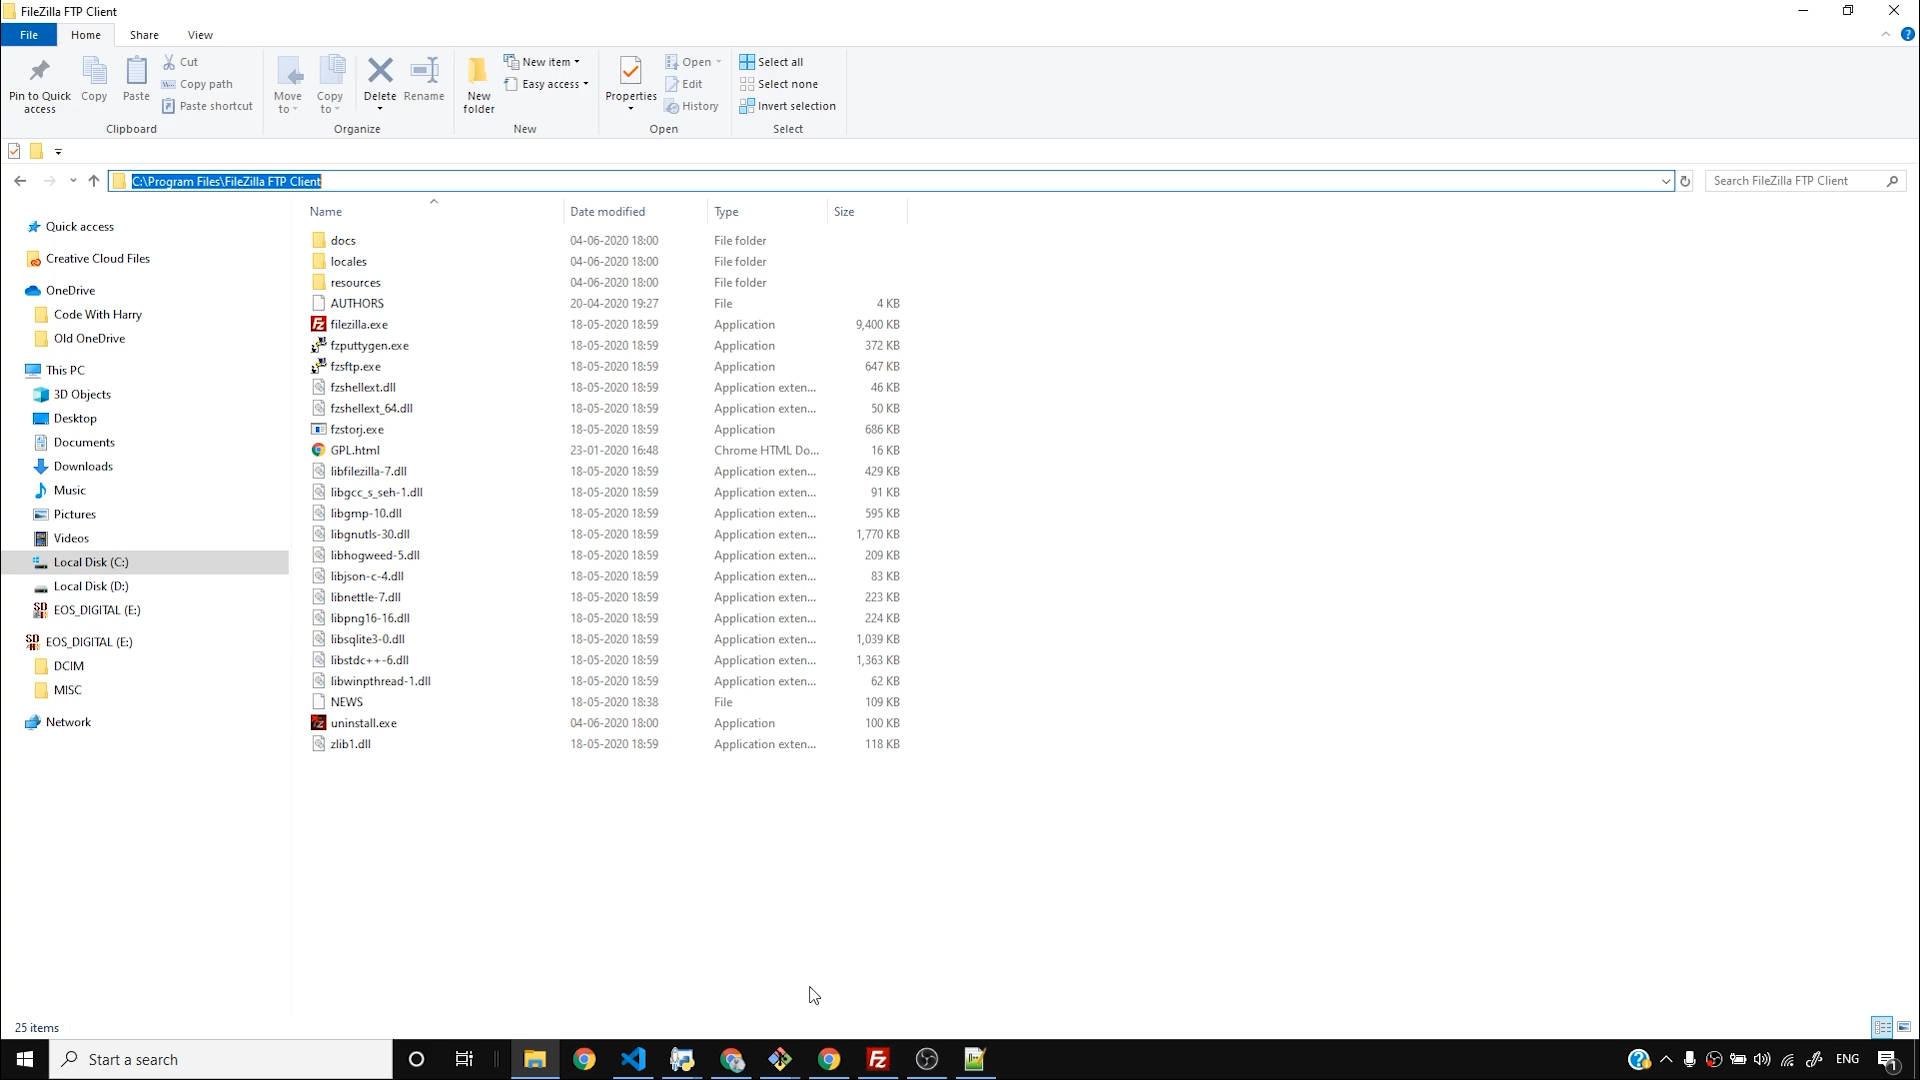 FileZilla FTP Client
File Home Share View
Pin to Quick access
Copy
Paste
Cut
Copy path
Paste shortcut
Clipboard
Move to
Copy to
Delete
Rename
Organize
New folder
New item
Easy access
New
Properties
Open
Edit
History
Open
Select all
Select none
Invert selection
Select
C:\Program Files\FileZilla FTP Client
Search FileZilla FTP Client
Quick access
Creative Cloud Files
OneDrive
Code With Harry
Old OneDrive
This PC
3D Objects
Desktop
Documents
Downloads
Music
Pictures
Videos
Local Disk (C:)
Local Disk (D:)
EOS_DIGITAL (E:)
EOS_DIGITAL (E:)
DCIM
MISC
Network
Name Date modified Type Size
docs 04-06-2020 18:00 File folder
locales 04-06-2020 18:00 File folder
resources 04-06-2020 18:00 File folder
AUTHORS 20-04-2020 19:27 File 4 KB
filezilla.exe 18-05-2020 18:59 Application 9,400 KB
fzputtygen.exe 18-05-2020 18:59 Application 372 KB
fzsftp.exe 18-05-2020 18:59 Application 647 KB
fzshellext.dll 18-05-2020 18:59 Application exten... 46 KB
fzshellext_64.dll 18-05-2020 18:59 Application exten... 50 KB
fzstorj.exe 18-05-2020 18:59 Application 686 KB
GPL.html 23-01-2020 16:48 Chrome HTML Do... 16 KB
libfilezilla-7.dll 18-05-2020 18:59 Application exten... 429 KB
libgcc_s_seh-1.dll 18-05-2020 18:59 Application exten... 91 KB
libgmp-10.dll 18-05-2020 18:59 Application exten... 595 KB
libgnutls-30.dll 18-05-2020 18:59 Application exten... 1,770 KB
libhogweed-5.dll 18-05-2020 18:59 Application exten... 209 KB
libjson-c-4.dll 18-05-2020 18:59 Application exten... 83 KB
libnettle-7.dll 18-05-2020 18:59 Application exten... 223 KB
libpng16-16.dll 18-05-2020 18:59 Application exten... 224 KB
libsqlite3-0.dll 18-05-2020 18:59 Application exten... 1,039 KB
libstdc++-6.dll 18-05-2020 18:59 Application exten... 1,363 KB
libwinpthread-1.dll 18-05-2020 18:59 Application exten... 62 KB
NEWS 18-05-2020 18:38 File 109 KB
uninstall.exe 04-06-2020 18:00 Application 100 KB
zlib1.dll 18-05-2020 18:59 Application exten... 118 KB
25 items
Start a search
ENG
1